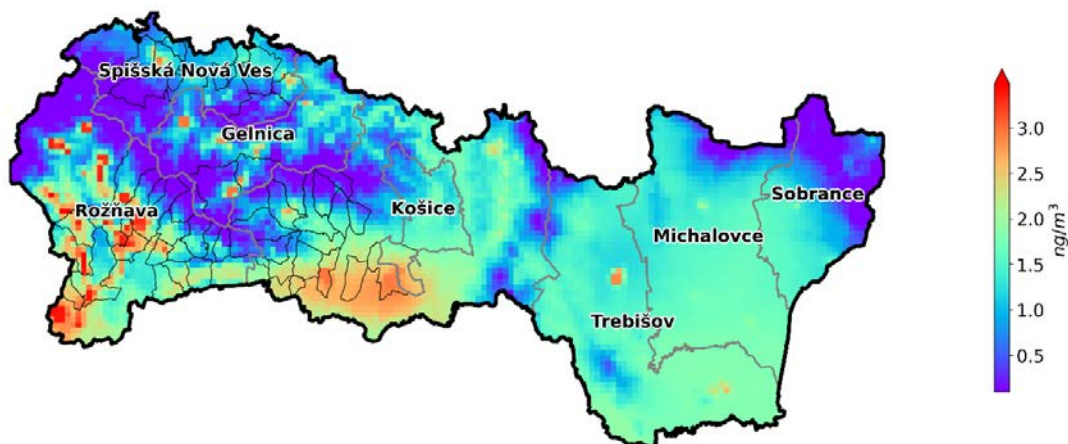 Spišská Nová Ves
Gelnica
Rožňava
Košice
Sobrance
Michalovce
Trebišov
3.0
2.5
2.0
1.5
1.0
0.5
ng/m³